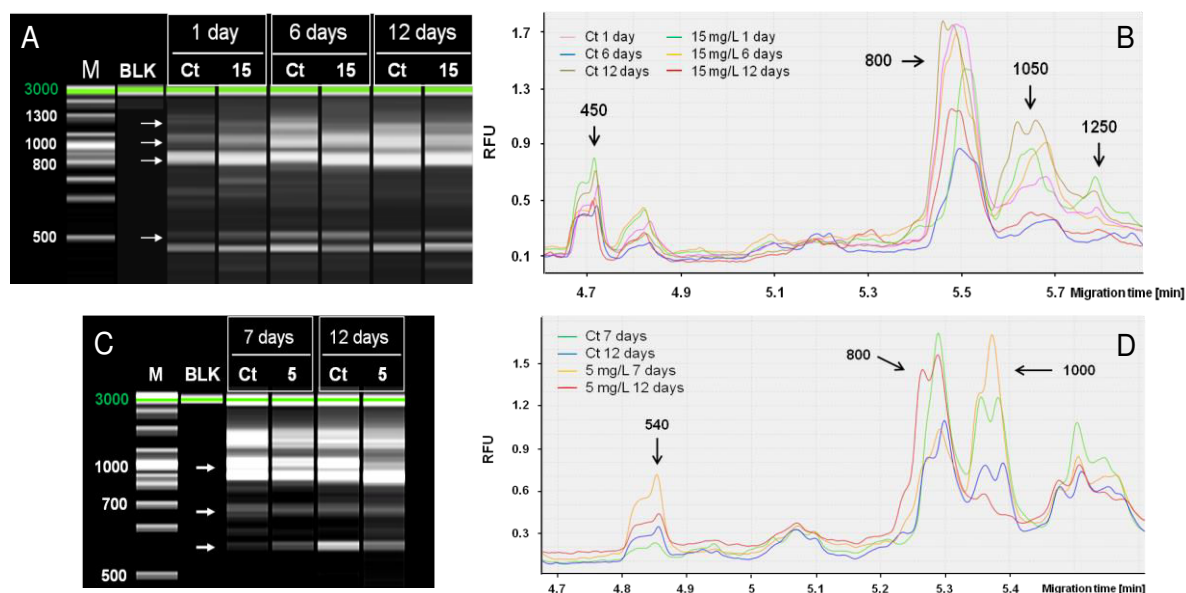 A
1 day 6 days 12 days
M BLK Ct 15 Ct 15 Ct 15
3000
1300
1000
800
500
B
Ct 1 day 15 mg/L 1 day
Ct 6 days 15 mg/L 6 days
Ct 12 days 15 mg/L 12 days
450
800
1050
1250
RFU
1.7
1.3
0.9
0.5
0.1
4.7 4.9 5.1 5.3 5.5 5.7 Migration time [min]
C
7 days 12 days
M BLK Ct 5 Ct 5
3000
1000
700
500
D
Ct 7 days
Ct 12 days
5 mg/L 7 days
5 mg/L 12 days
540
800
1000
RFU
1.5
1.2
0.9
0.6
0.3
4.7 4.8 4.9 5 5.1 5.2 5.3 5.4 Migration time [min]